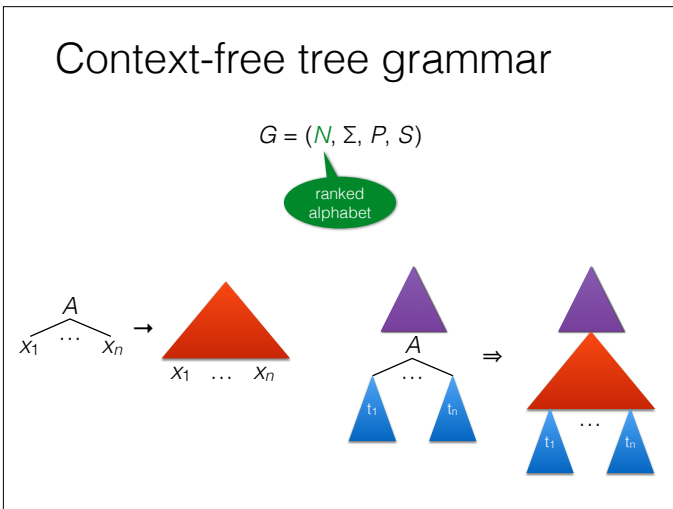 Context-free tree grammar
G = (N, Σ, P, S)
ranked
alphabet
A
x1 … xn
→
x1 … xn
A
…
t1 tn
⇒
…
t1 tn